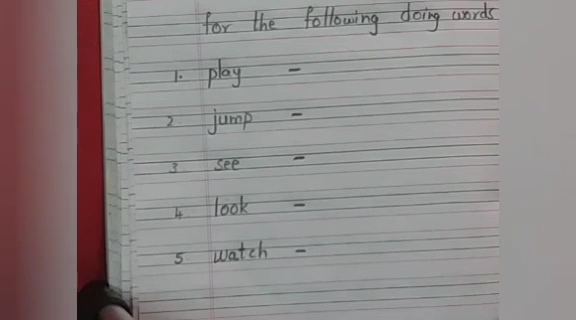 for the following doing words
1. play -
2 jump -
3 see -
4 look -
5 watch -